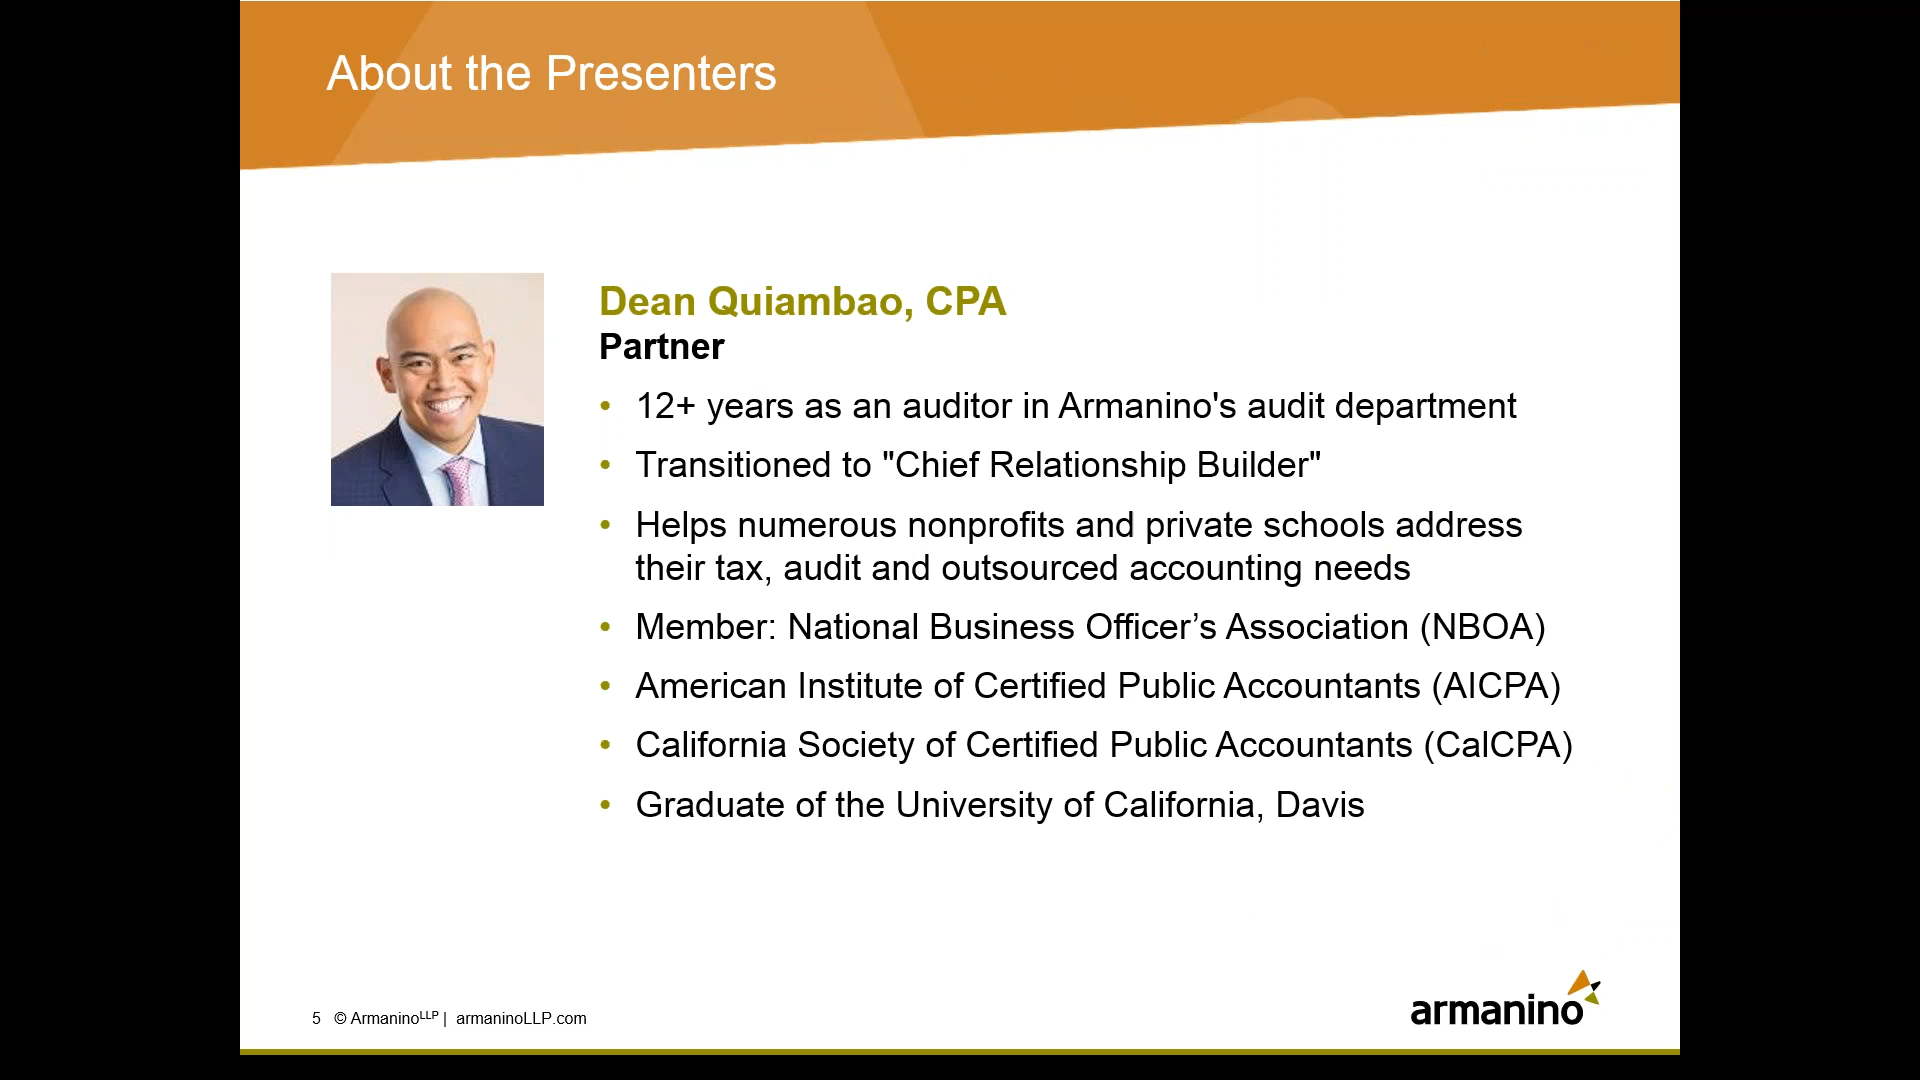 About the Presenters
Dean Quiambao, CPA
Partner
• 12+ years as an auditor in Armanino's audit department
• Transitioned to "Chief Relationship Builder"
• Helps numerous nonprofits and private schools address
their tax, audit and outsourced accounting needs
• Member: National Business Officer’s Association (NBOA)
• American Institute of Certified Public Accountants (AICPA)
• California Society of Certified Public Accountants (CalCPA)
• Graduate of the University of California, Davis
5 © ArmaninoLLP | armaninoLLP.com
armanino